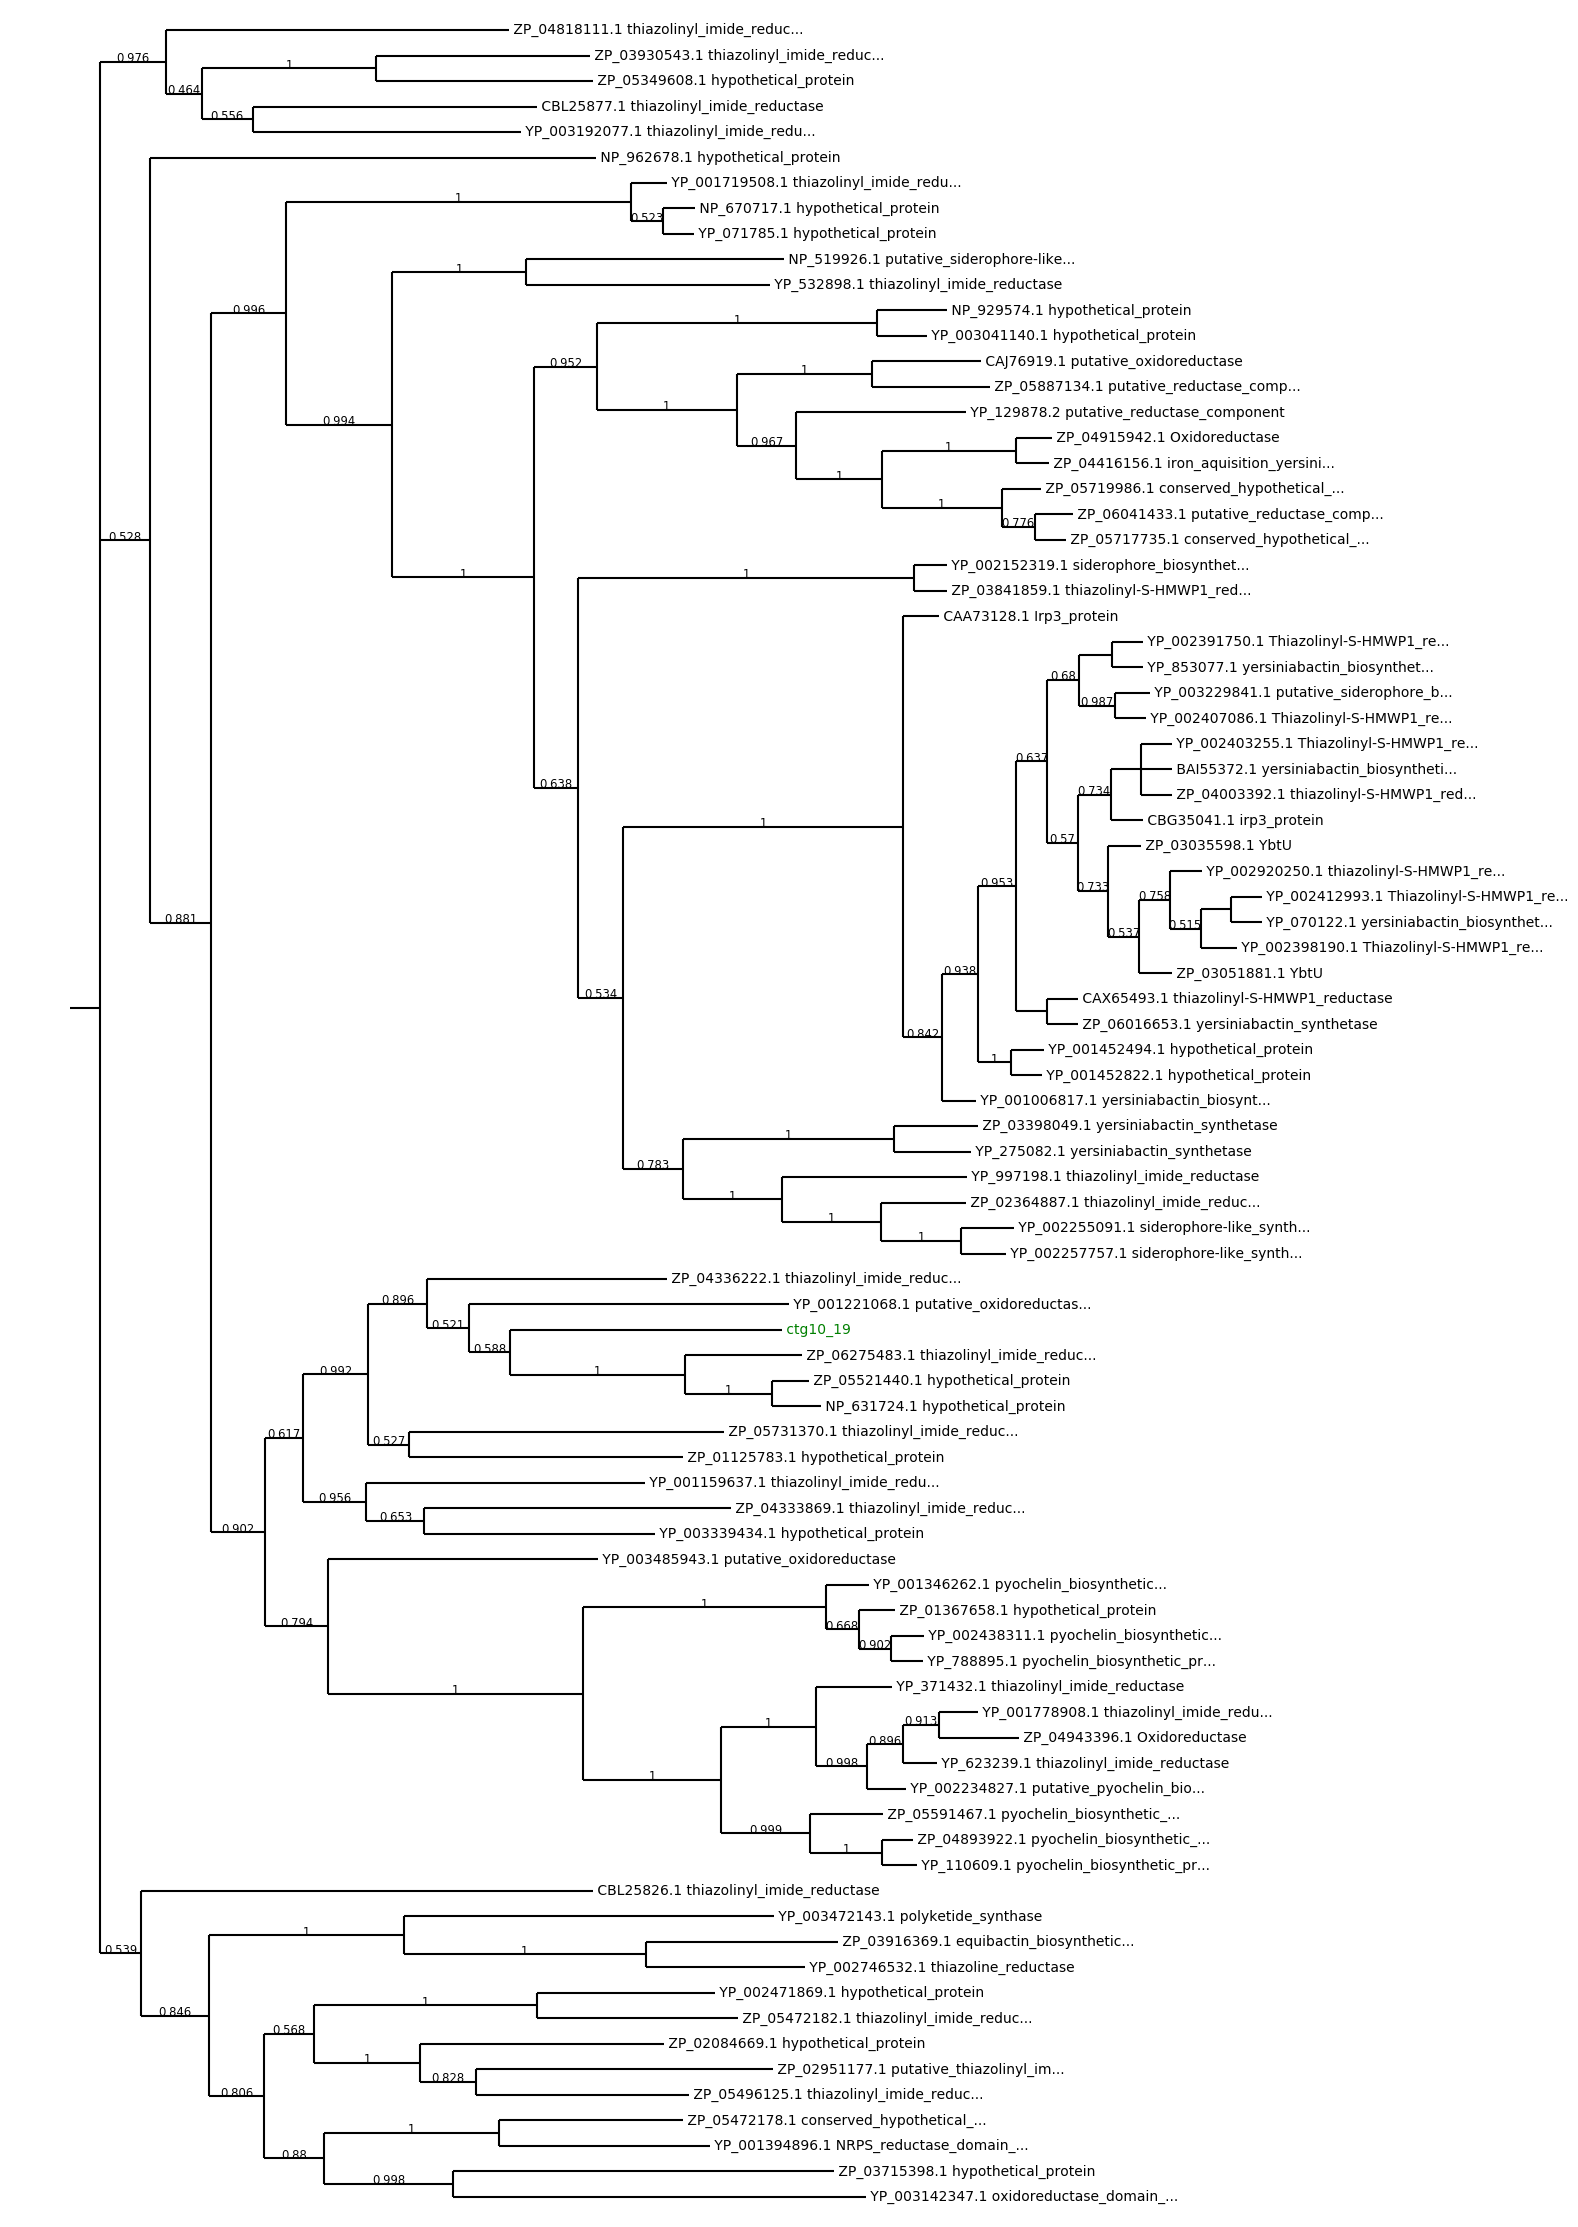 ZP_04818111.1 thiazolinyl_imide_reduc...
0.976
ZP_03930543.1 thiazolinyl_imide_reduc...
1
ZP_05349608.1 hypothetical_protein
0.464
CBL25877.1 thiazolinyl_imide_reductase
0.556
YP_003192077.1 thiazolinyl_imide_redu...
NP_962678.1 hypothetical_protein
YP_001719508.1 thiazolinyl_imide_redu...
1
NP_670717.1 hypothetical_protein
0.523
YP_071785.1 hypothetical_protein
NP_519926.1 putative_siderophore-like...
1
YP_532898.1 thiazolinyl_imide_reductase
0.996
NP_929574.1 hypothetical_protein
1
YP_003041140.1 hypothetical_protein
0.952
CAJ76919.1 putative_oxidoreductase
1
ZP_05887134.1 putative_reductase_comp...
1
YP_129878.2 putative_reductase_component
0.994
0.967
ZP_04915942.1 Oxidoreductase
1
ZP_04416156.1 iron_aquisition_yersini...
1
ZP_05719986.1 conserved_hypothetical_...
1
ZP_06041433.1 putative_reductase_comp...
0.776
ZP_05717735.1 conserved_hypothetical_...
0.528
YP_002152319.1 siderophore_biosynthet...
1
1
ZP_03841859.1 thiazolinyl-S-HMWP1_red...
CAA73128.1 Irp3_protein
YP_002391750.1 Thiazolinyl-S-HMWP1_re...
YP_853077.1 yersiniabactin_biosynthet...
0.68
YP_003229841.1 putative_siderophore_b...
0.987
YP_002407086.1 Thiazolinyl-S-HMWP1_re...
YP_002403255.1 Thiazolinyl-S-HMWP1_re...
0.637
BAI55372.1 yersiniabactin_biosyntheti...
0.638
0.734
ZP_04003392.1 thiazolinyl-S-HMWP1_red...
1
CBG35041.1 irp3_protein
0.57
ZP_03035598.1 YbtU
YP_002920250.1 thiazolinyl-S-HMWP1_re...
0.953
0.733
0.758
YP_002412993.1 Thiazolinyl-S-HMWP1_re...
0.881
YP_070122.1 yersiniabactin_biosynthet...
0.515
0.537
YP_002398190.1 Thiazolinyl-S-HMWP1_re...
0.938
ZP_03051881.1 YbtU
0.534
CAX65493.1 thiazolinyl-S-HMWP1_reductase
ZP_06016653.1 yersiniabactin_synthetase
0.842
YP_001452494.1 hypothetical_protein
1
YP_001452822.1 hypothetical_protein
YP_001006817.1 yersiniabactin_biosynt...
ZP_03398049.1 yersiniabactin_synthetase
1
YP_275082.1 yersiniabactin_synthetase
0.783
YP_997198.1 thiazolinyl_imide_reductase
1
ZP_02364887.1 thiazolinyl_imide_reduc...
1
YP_002255091.1 siderophore-like_synth...
1
YP_002257757.1 siderophore-like_synth...
ZP_04336222.1 thiazolinyl_imide_reduc...
0.896
YP_001221068.1 putative_oxidoreductas...
0.521
ctg10_19
0.588
ZP_06275483.1 thiazolinyl_imide_reduc...
0.992
1
ZP_05521440.1 hypothetical_protein
1
NP_631724.1 hypothetical_protein
0.617
ZP_05731370.1 thiazolinyl_imide_reduc...
0.527
ZP_01125783.1 hypothetical_protein
YP_001159637.1 thiazolinyl_imide_redu...
0.956
ZP_04333869.1 thiazolinyl_imide_reduc...
0.653
0.902
YP_003339434.1 hypothetical_protein
YP_003485943.1 putative_oxidoreductase
YP_001346262.1 pyochelin_biosynthetic...
1
ZP_01367658.1 hypothetical_protein
0.794
0.668
YP_002438311.1 pyochelin_biosynthetic...
0.902
YP_788895.1 pyochelin_biosynthetic_pr...
1
YP_371432.1 thiazolinyl_imide_reductase
YP_001778908.1 thiazolinyl_imide_redu...
1
0.913
ZP_04943396.1 Oxidoreductase
0.896
YP_623239.1 thiazolinyl_imide_reductase
0.998
1
YP_002234827.1 putative_pyochelin_bio...
ZP_05591467.1 pyochelin_biosynthetic_...
0.999
ZP_04893922.1 pyochelin_biosynthetic_...
1
YP_110609.1 pyochelin_biosynthetic_pr...
CBL25826.1 thiazolinyl_imide_reductase
YP_003472143.1 polyketide_synthase
1
ZP_03916369.1 equibactin_biosynthetic...
0.539
1
YP_002746532.1 thiazoline_reductase
YP_002471869.1 hypothetical_protein
1
0.846
ZP_05472182.1 thiazolinyl_imide_reduc...
0.568
ZP_02084669.1 hypothetical_protein
1
ZP_02951177.1 putative_thiazolinyl_im...
0.828
0.806
ZP_05496125.1 thiazolinyl_imide_reduc...
ZP_05472178.1 conserved_hypothetical_...
1
YP_001394896.1 NRPS_reductase_domain_...
0.88
ZP_03715398.1 hypothetical_protein
0.998
YP_003142347.1 oxidoreductase_domain_...